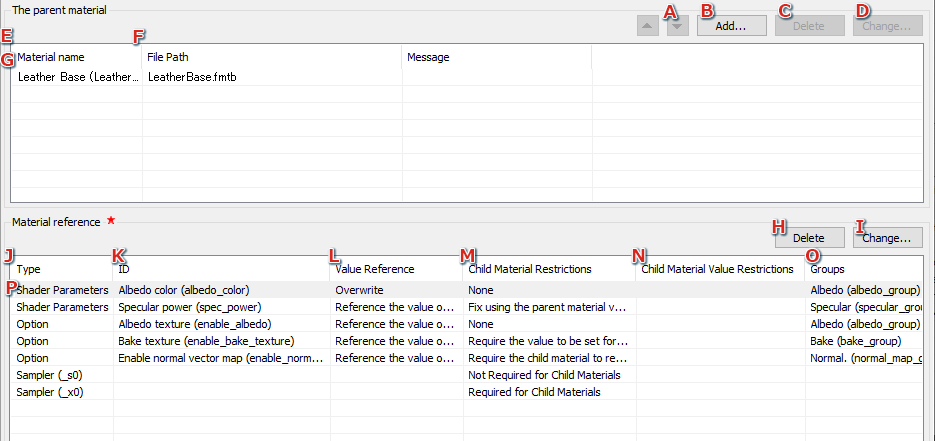 The parent material
A B C D
Add... Delete Change...
E F
G Material name File Path Message
Leather Base (Leather... LeatherBase.fmtb
Material reference *
H I
Delete Change...
J K L M N O
Type ID Value Reference Child Material Restrictions Child Material Value Restrictions Groups
P Shader Parameters Albedo color (albedo_color) Overwrite None Albedo (albedo_group)
Shader Parameters Specular power (spec_power) Reference the value o... Fix using the parent material v... Specular (specular_grou
Option Albedo texture (enable_albedo) Reference the value o... None Albedo (albedo_group)
Option Bake texture (enable_bake_texture) Reference the value o... Require the value to be set for... Bake (bake_group)
Option Enable normal vector map (enable_norm... Reference the value o... Require the child material to re... Normal. (normal_map_g
Sampler (_s0) Not Required for Child Materials
Sampler (_x0) Required for Child Materials